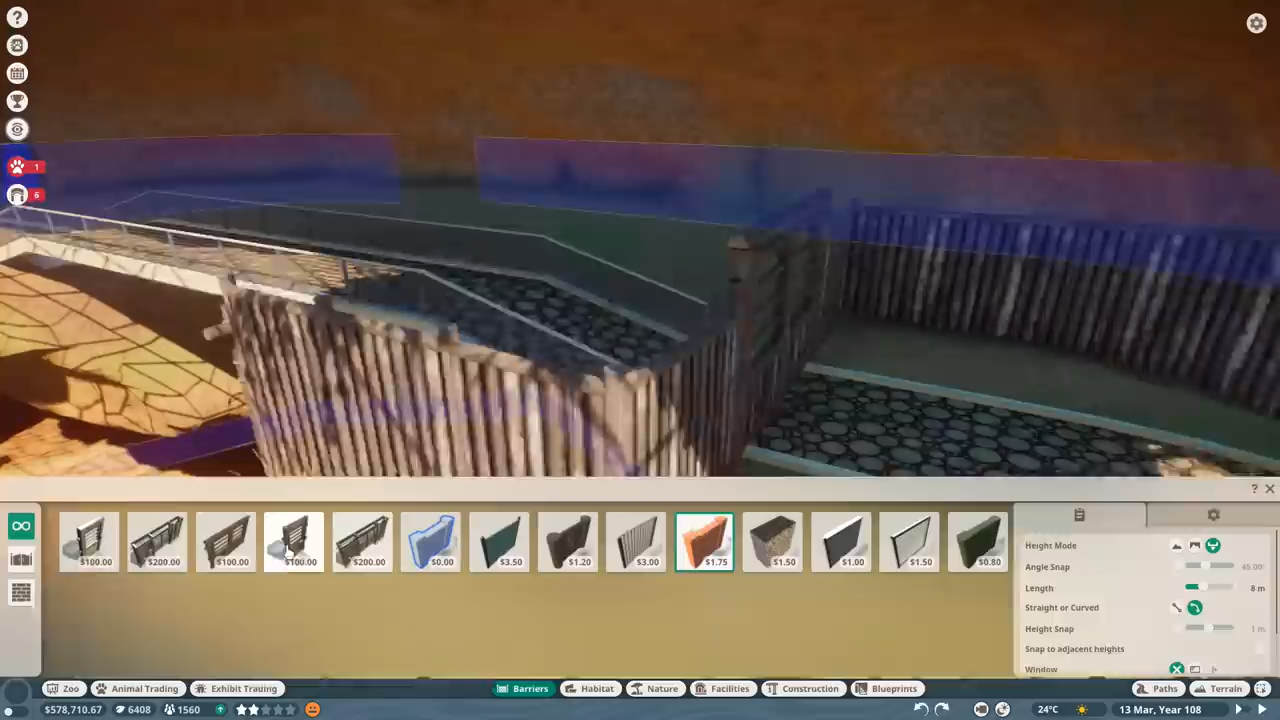 ?
1
6
? ×
$100.00 $200.00 $100.00 $100.00 $200.00 $0.00 $3.50 $1.20 $3.00 $1.75 $1.50 $1.00 $1.50 $0.80
Height Mode
Angle Snap 45.00°
Length 8 m
Straight or Curved
Height Snap 1 m
Snap to adjacent heights
Window
Zoo Animal Trading Exhibit Trading Barriers Habitat Nature Facilities Construction Blueprints Paths Terrain
$578,710.67 6408 1560 24°C 13 Mar, Year 108